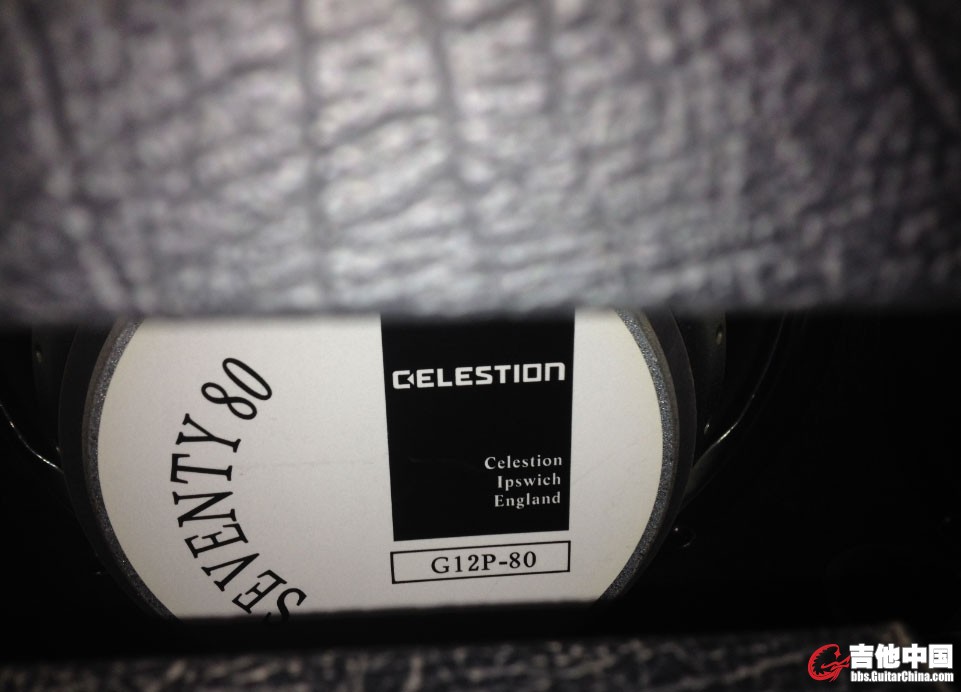 SEVENTY 80
CELESTION
Celestion
Ipswich
England
G12P-80
吉他中国
bbs.GuitarChina.com